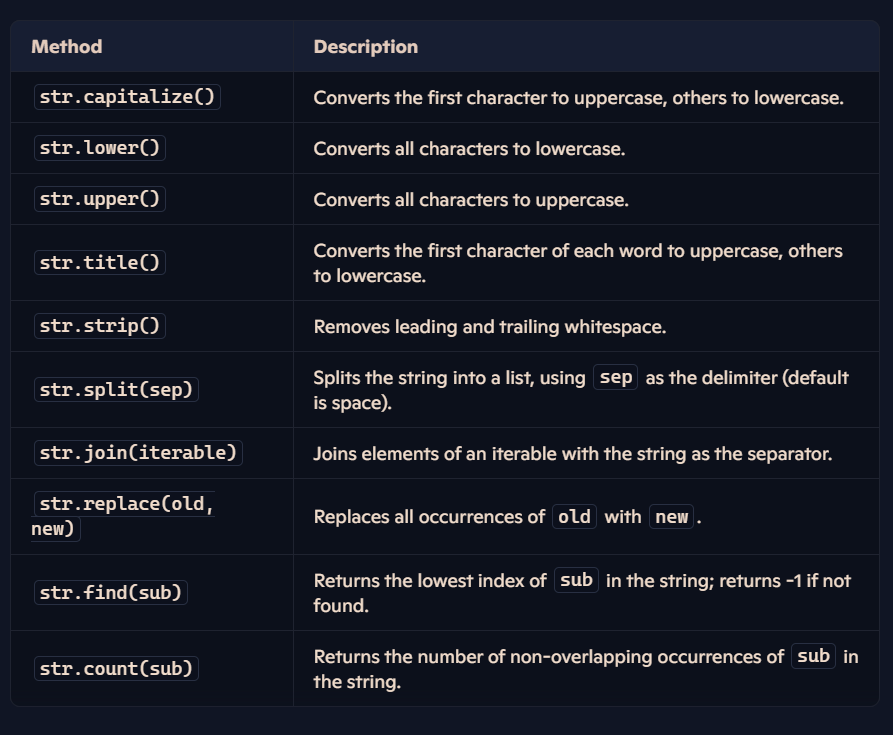 Method Description
str.capitalize() Converts the first character to uppercase, others to lowercase.
str.lower() Converts all characters to lowercase.
str.upper() Converts all characters to uppercase.
str.title() Converts the first character of each word to uppercase, others
to lowercase.
str.strip() Removes leading and trailing whitespace.
str.split(sep) Splits the string into a list, using sep as the delimiter (default
is space).
str.join(iterable) Joins elements of an iterable with the string as the separator.
str.replace(old,
new) Replaces all occurrences of old with new.
str.find(sub) Returns the lowest index of sub in the string; returns -1 if not
found.
str.count(sub) Returns the number of non-overlapping occurrences of sub in
the string.